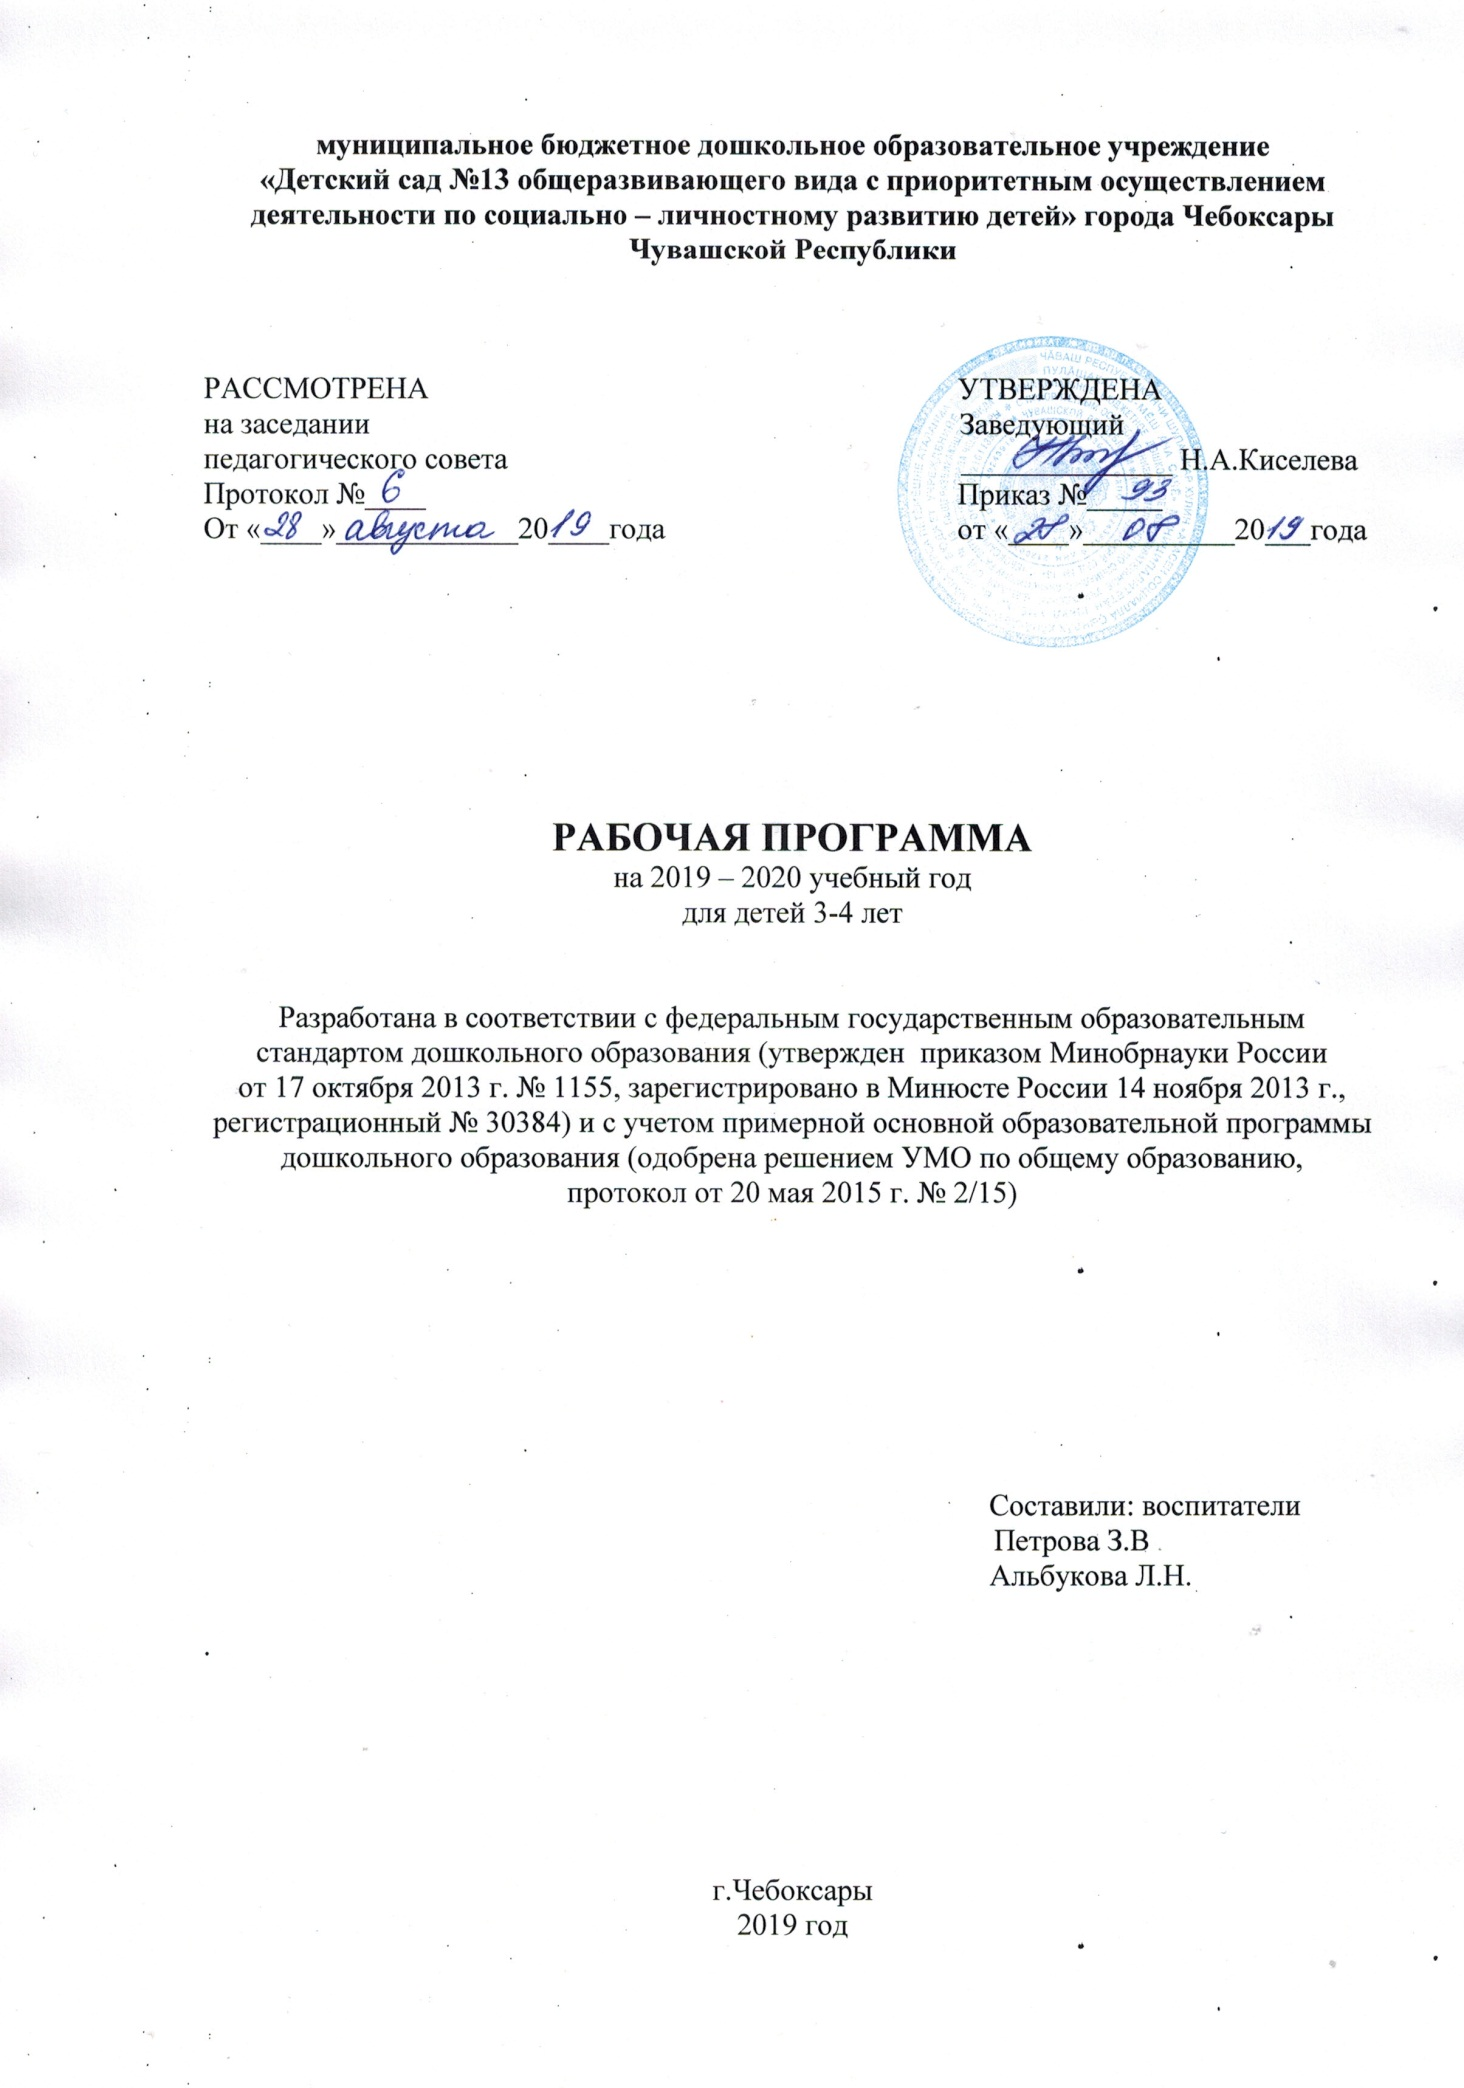 муниципальное бюджетное дошкольное образовательное учреждение
«Детский сад №13 общеразвивающего вида с приоритетным осуществлением
деятельности по социально – личностному развитию детей» города Чебоксары
Чувашской Республики
РАССМОТРЕНА
на заседании
педагогического совета
Протокол № 6
От «28» августа 2019 года
УТВЕРЖДЕНА
Заведующий
Н.А.Киселева
Приказ № 93
от «28» 08 2019 года
РАБОЧАЯ ПРОГРАММА
на 2019 – 2020 учебный год
для детей 3-4 лет
Разработана в соответствии с федеральным государственным образовательным
стандартом дошкольного образования (утвержден приказом Минобрнауки России
от 17 октября 2013 г. № 1155, зарегистрировано в Минюсте России 14 ноября 2013 г.,
регистрационный № 30384) и с учетом примерной основной образовательной программы
дошкольного образования (одобрена решением УМО по общему образованию,
протокол от 20 мая 2015 г. № 2/15)
Составили: воспитатели
Петрова З.В
Альбукова Л.Н.
г.Чебоксары
2019 год